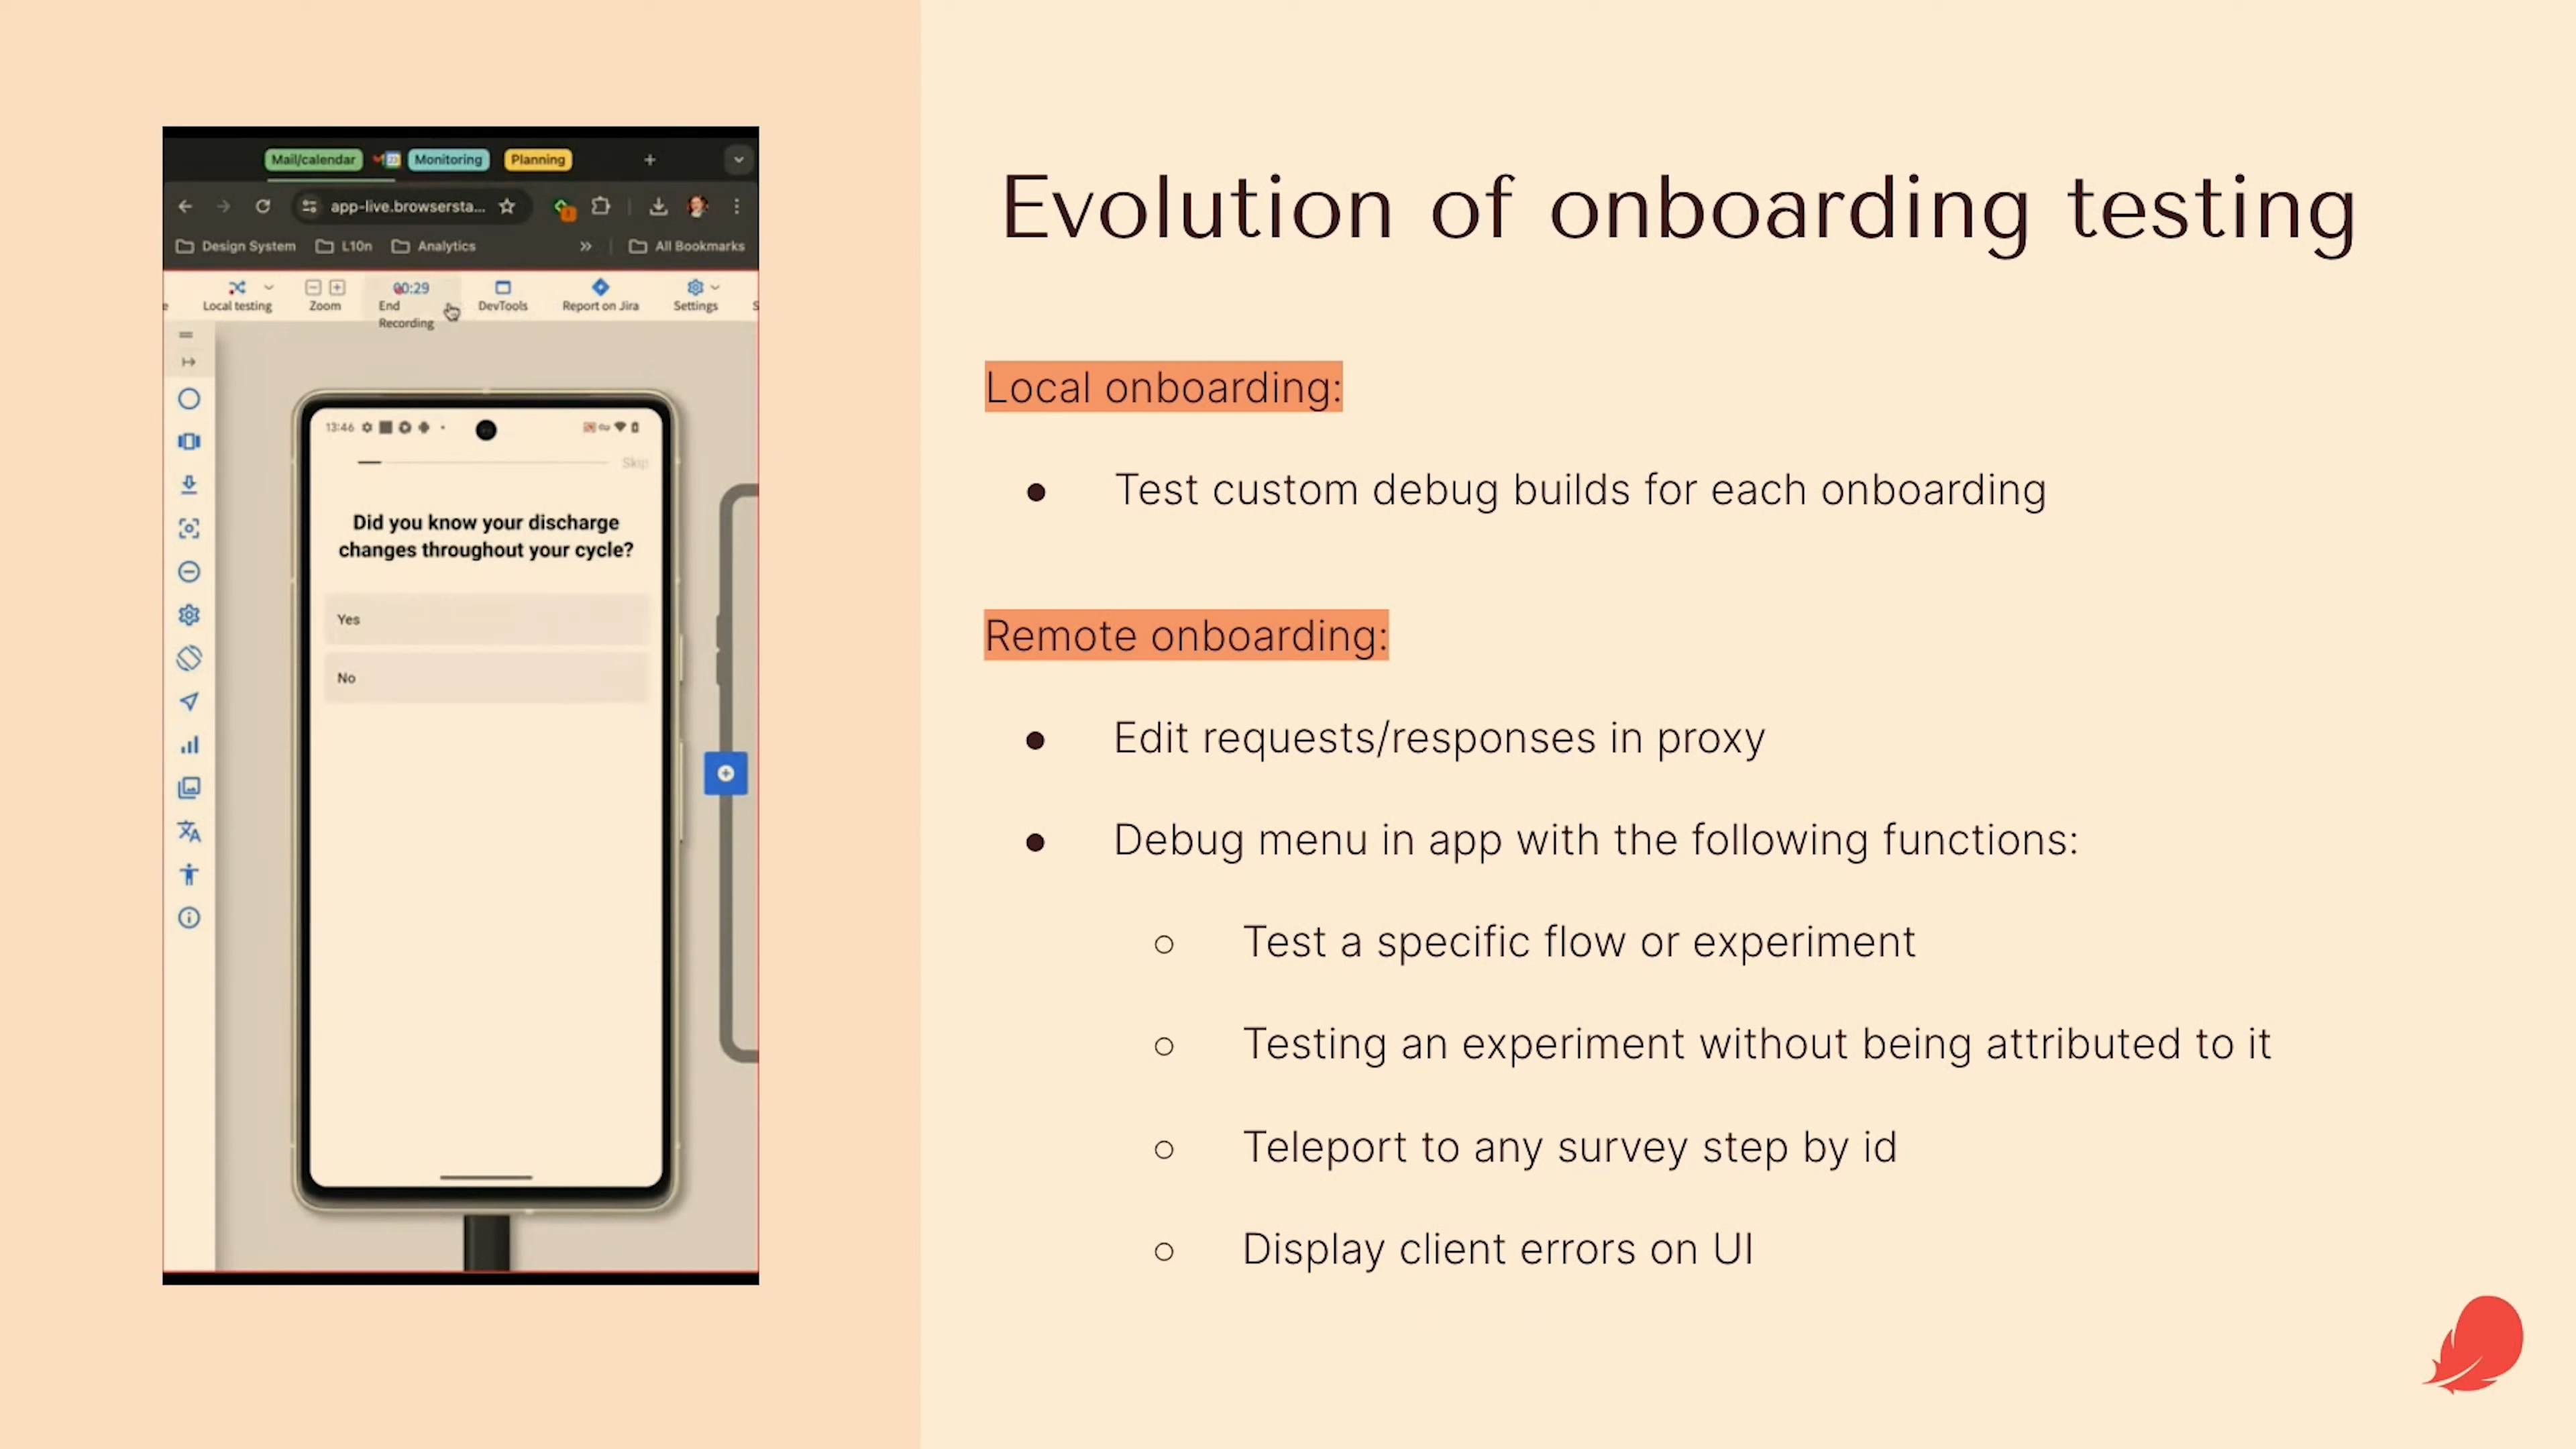 Mail/calendar
Monitoring
Planning
app-live.browsersta...
Design System
L10n
Analytics
All Bookmarks
Local testing
Zoom
00:29
End
Recording
DevTools
Report on Jira
Settings
13:46
Skip
Did you know your discharge
changes throughout your cycle?
Yes
No
Evolution of onboarding testing
Local onboarding:
● Test custom debug builds for each onboarding
Remote onboarding:
● Edit requests/responses in proxy
● Debug menu in app with the following functions:
○ Test a specific flow or experiment
○ Testing an experiment without being attributed to it
○ Teleport to any survey step by id
○ Display client errors on UI